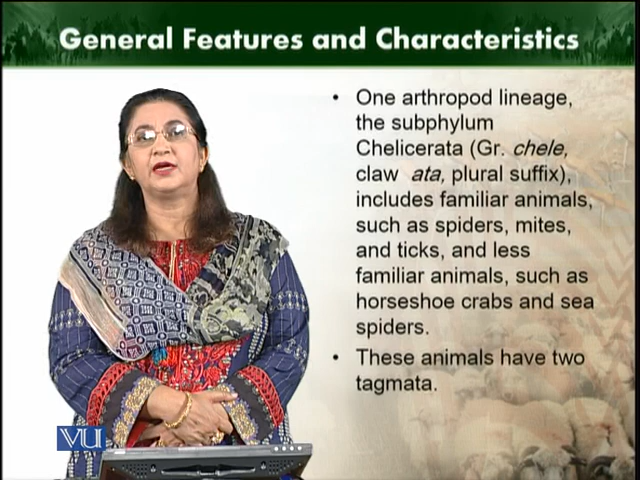 General Features and Characteristics
• One arthropod lineage,
the subphylum
Chelicerata (Gr. chele,
claw ata, plural suffix),
includes familiar animals,
such as spiders, mites,
and ticks, and less
familiar animals, such as
horseshoe crabs and sea
spiders.
• These animals have two
tagmata.
VU